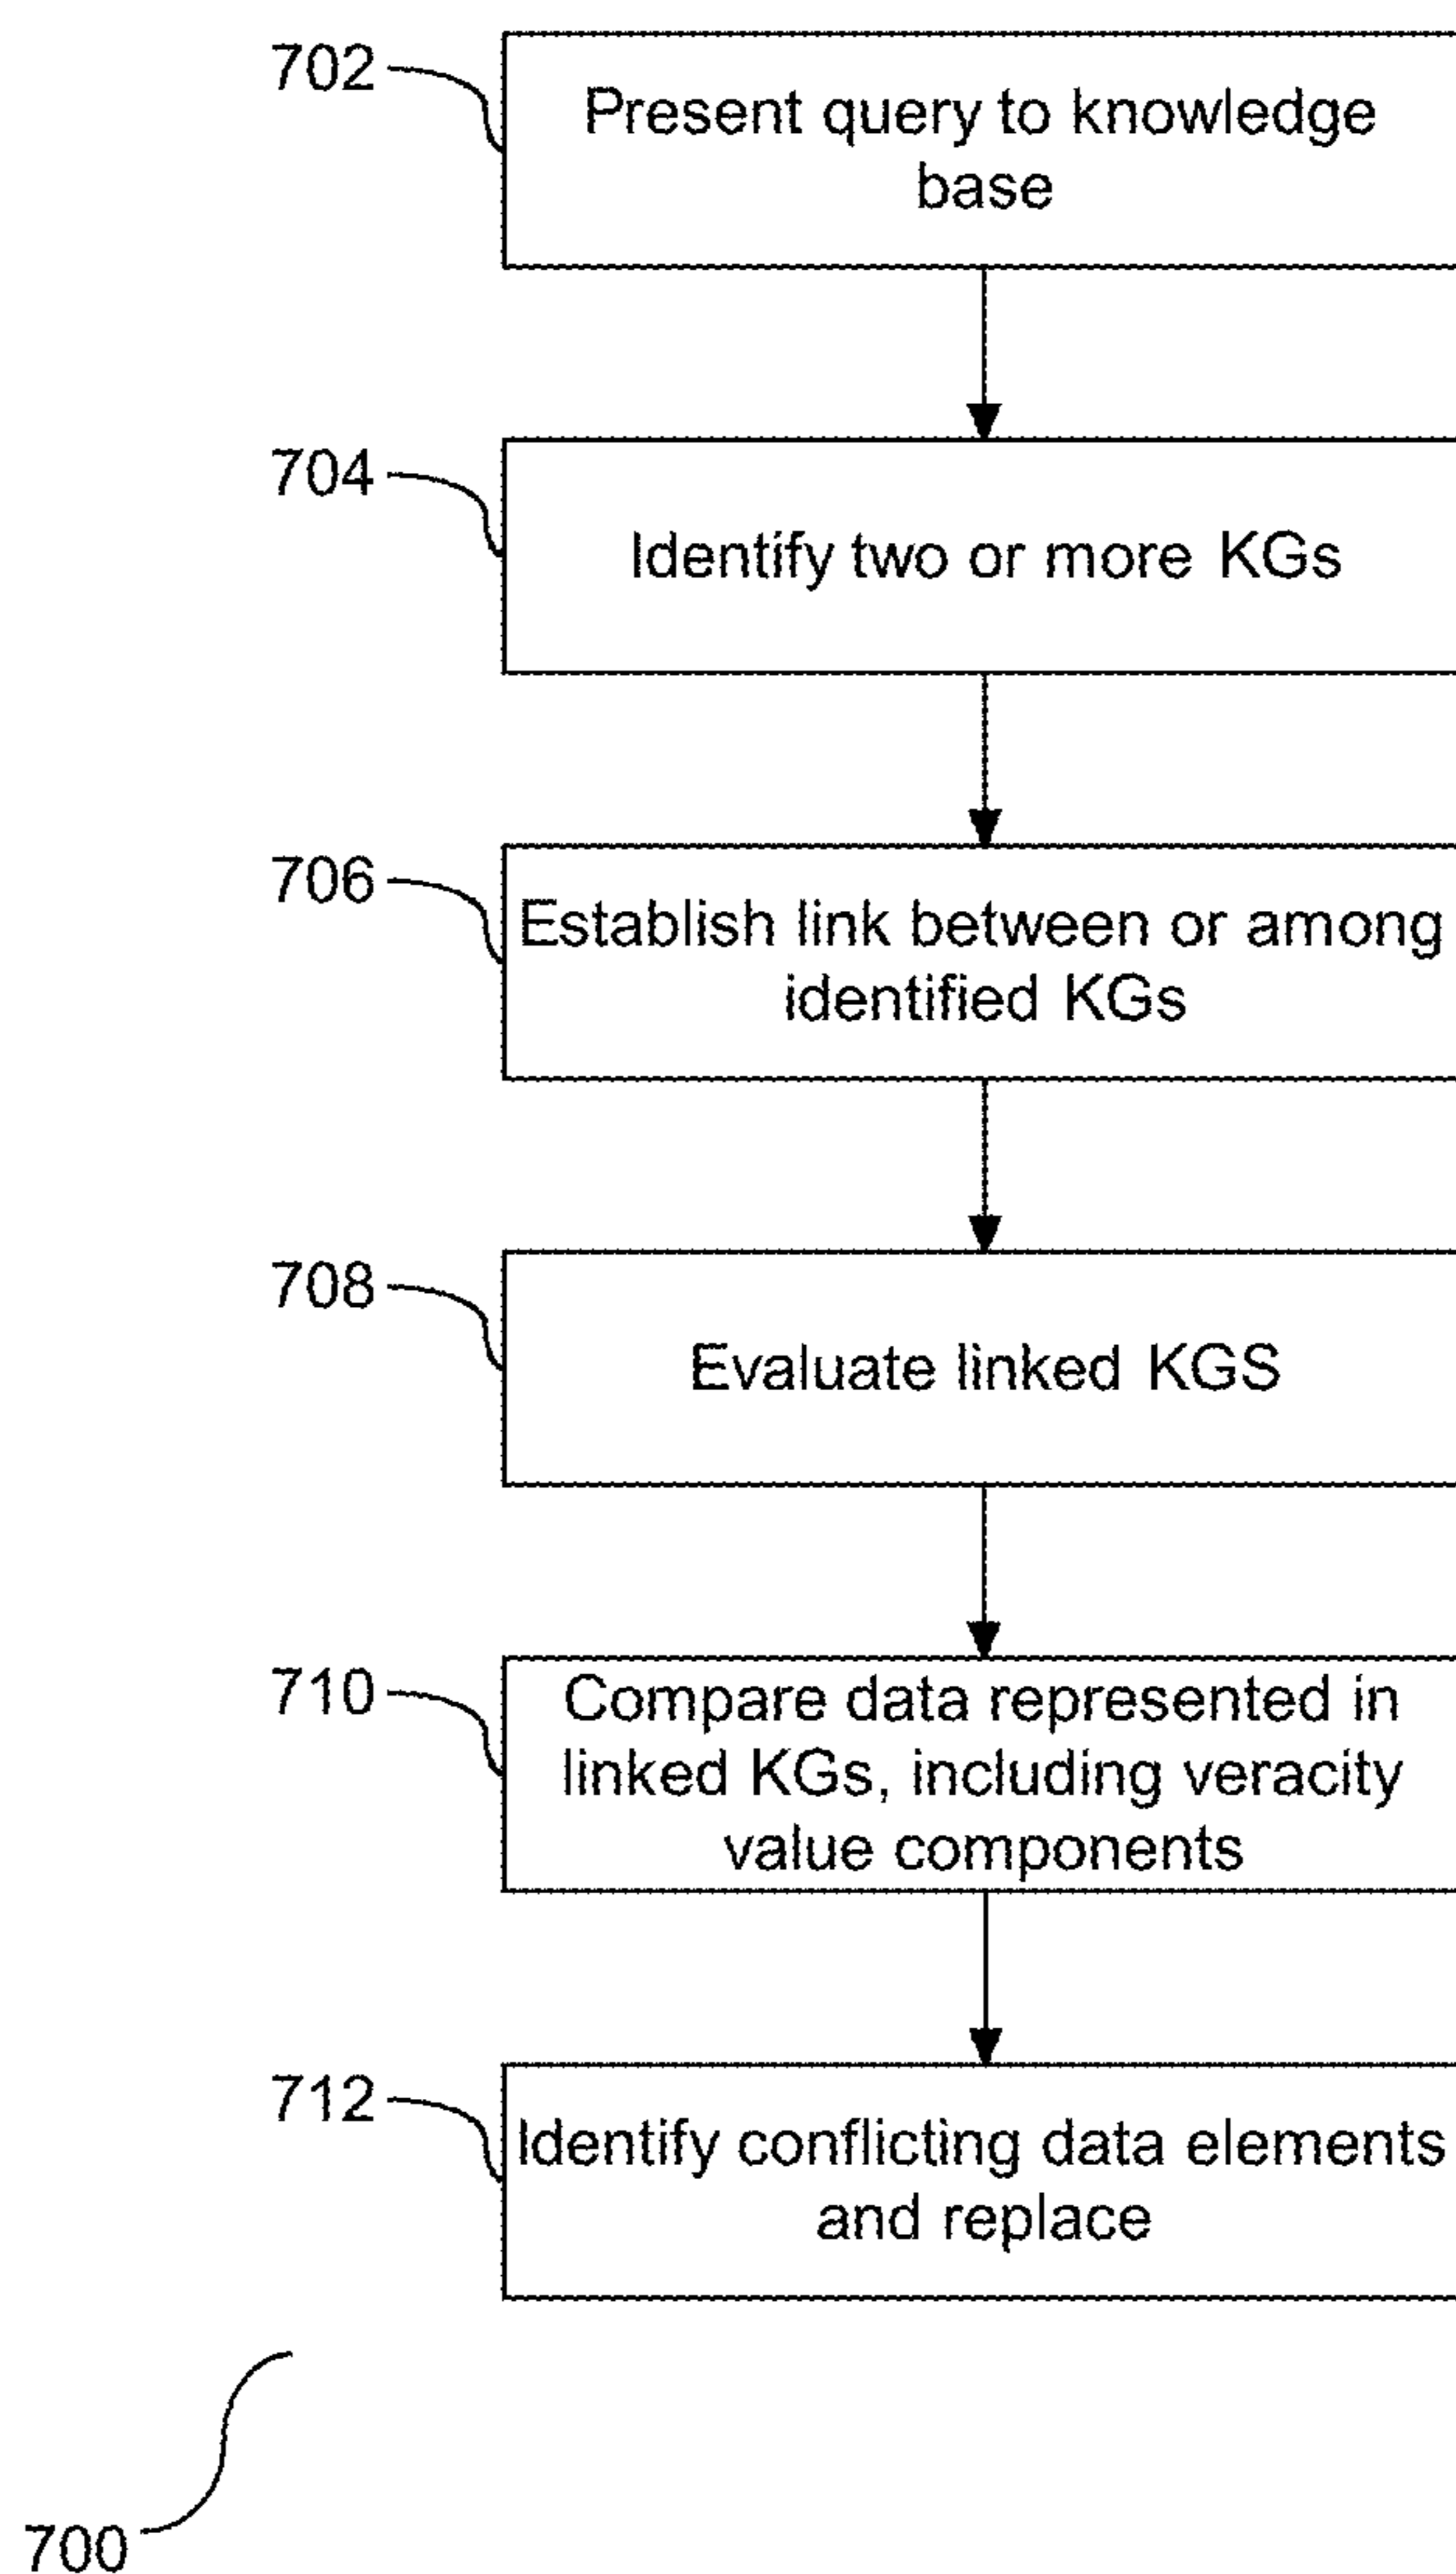 702
Present query to knowledge
base
704
Identify two or more KGs
706
Establish link between or among
identified KGs
708
Evaluate linked KGS
710
Compare data represented in
linked KGs, including veracity
value components
712
Identify conflicting data elements
and replace
700